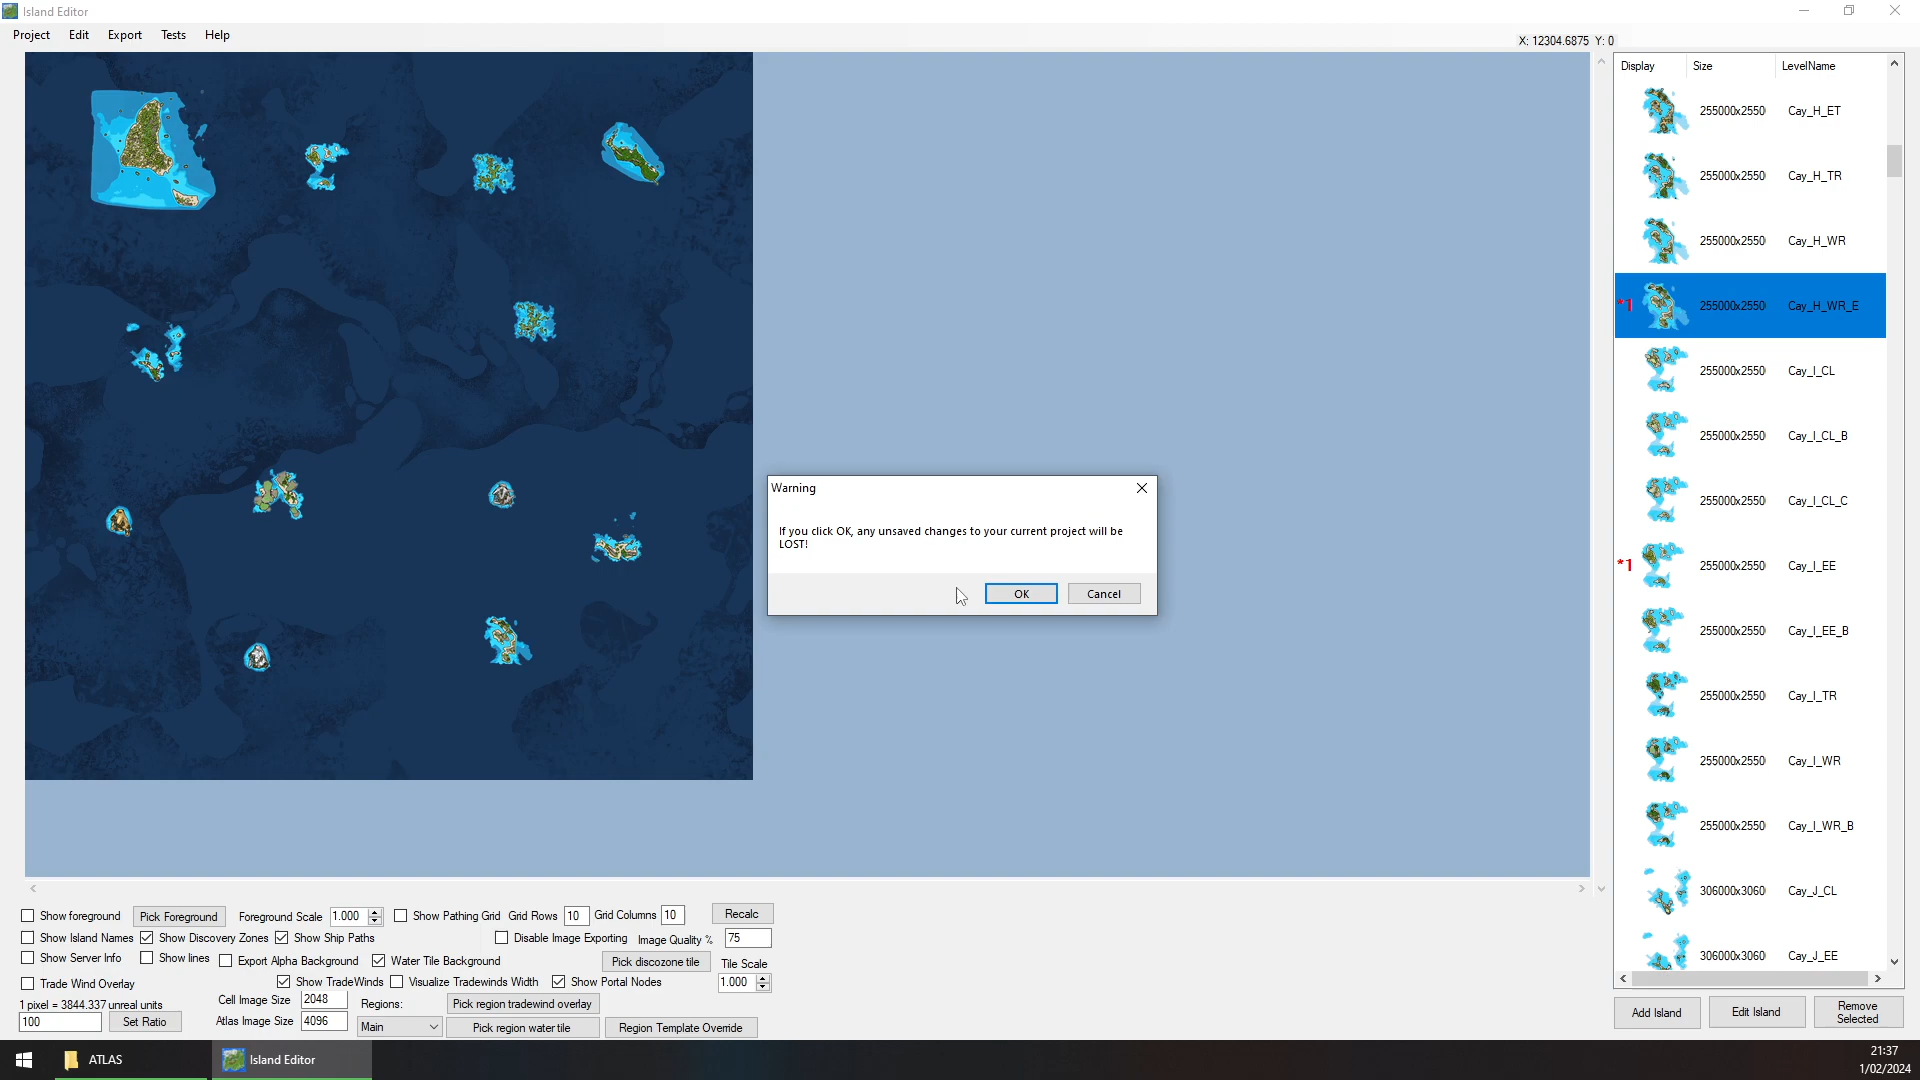 Island Editor
Project Edit Export Tests Help
X: 12304.6875 Y: 0
Display Size LevelName
255000x2550 Cay_H_ET
255000x2550 Cay_H_TR
255000x2550 Cay_H_WR
*1 255000x2550 Cay_H_WR_E
255000x2550 Cay_I_CL
255000x2550 Cay_I_CL_B
255000x2550 Cay_I_CL_C
*1 255000x2550 Cay_I_EE
255000x2550 Cay_I_EE_B
255000x2550 Cay_I_TR
255000x2550 Cay_I_WR
255000x2550 Cay_I_WR_B
306000x3060 Cay_J_CL
306000x3060 Cay_J_EE
Warning
If you click OK, any unsaved changes to your current project will be
LOST!
OK Cancel
Show foreground Pick Foreground Foreground Scale 1.000 Show Pathing Grid Grid Rows 10 Grid Columns 10 Recalc
Show Island Names Show Discovery Zones Show Ship Paths Disable Image Exporting Image Quality % 75
Show Server Info Show lines Export Alpha Background Water Tile Background Pick discozone tile Tile Scale
Trade Wind Overlay Show TradeWinds Visualize Tradewinds Width Show Portal Nodes 1.000
1 pixel = 3844.337 unreal units Cell Image Size 2048 Regions: Pick region tradewind overlay
100 Set Ratio Atlas Image Size 4096 Main Pick region water tile Region Template Override
Add Island Edit Island Remove
Selected
ATLAS Island Editor
21:37
1/02/2024